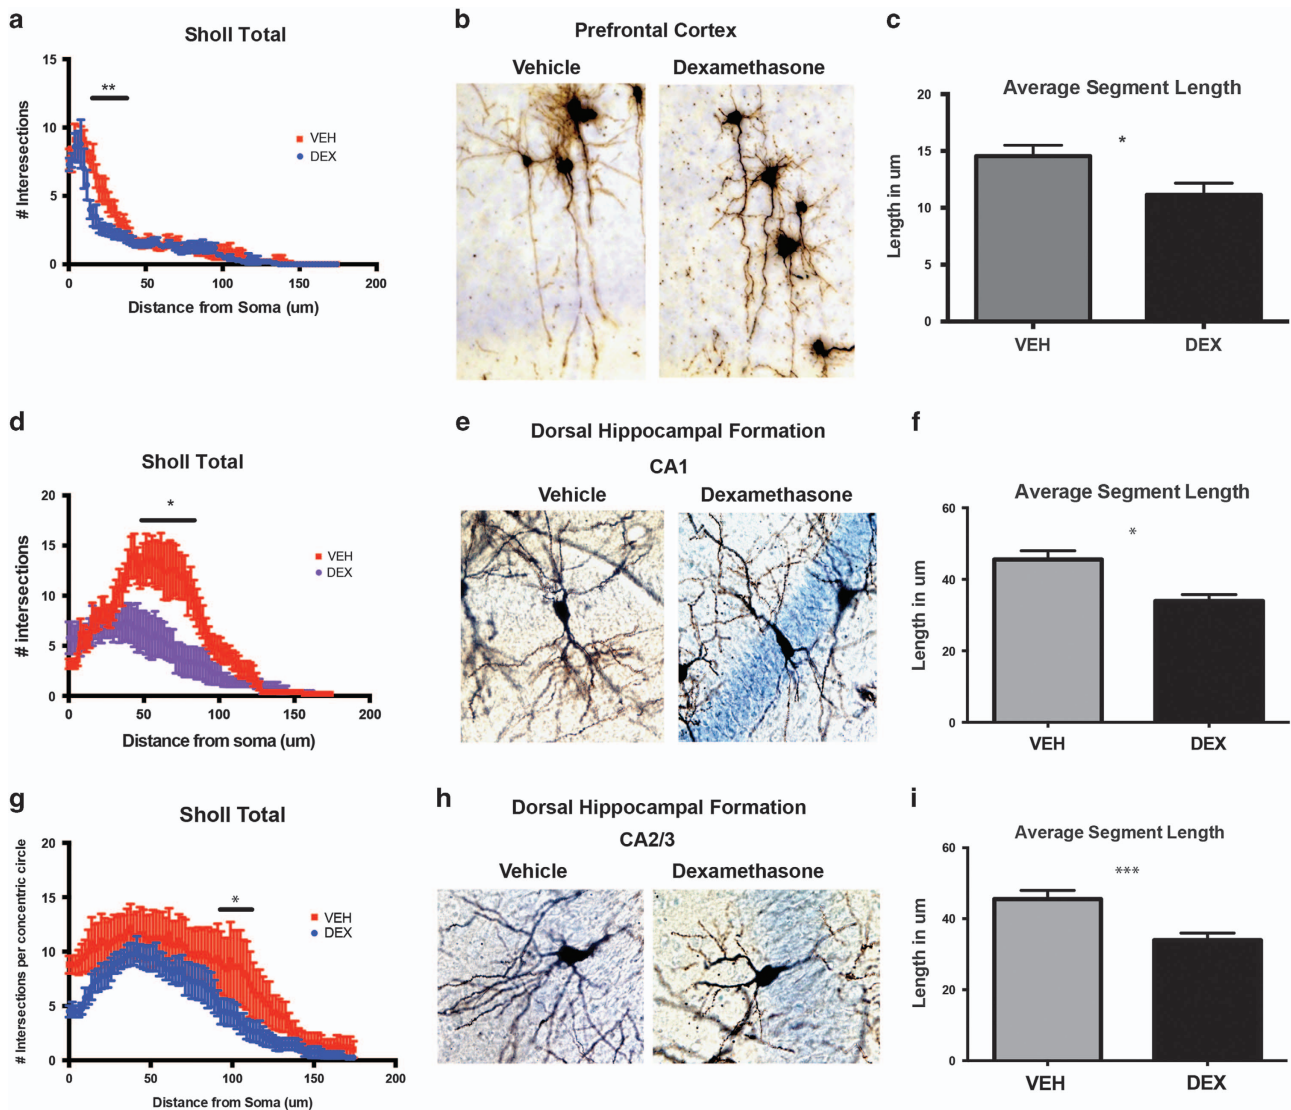 a
Sholl Total
15
10
5
0
# Interesections
**
VEH
DEX
0 50 100 150 200
Distance from Soma (um)
b
Prefrontal Cortex
Vehicle Dexamethasone
c
Average Segment Length
20
15
10
5
0
Length in um
*
VEH DEX
d
Sholl Total
20
15
10
5
0
# intersections
*
VEH
DEX
0 50 100 150 200
Distance from soma (um)
e
Dorsal Hippocampal Formation
CA1
Vehicle Dexamethasone
f
Average Segment Length
60
40
20
0
Length in um
*
VEH DEX
g
Sholl Total
20
15
10
5
0
# Intersections per concentric circle
*
VEH
DEX
0 50 100 150 200
Distance from Soma (um)
h
Dorsal Hippocampal Formation
CA2/3
Vehicle Dexamethasone
i
Average Segment Length
60
40
20
0
Length in um
***
VEH DEX